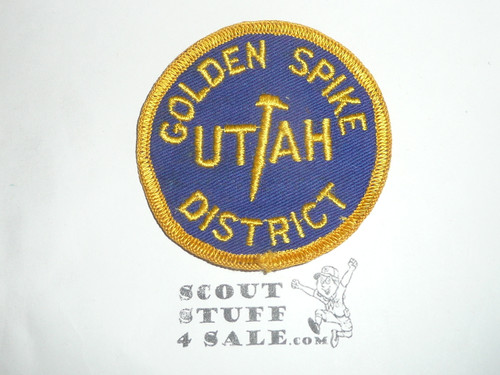 GOLDEN SPIKE
UTAH
DISTRICT
SCOUT
STUFF
4 SALE.COM